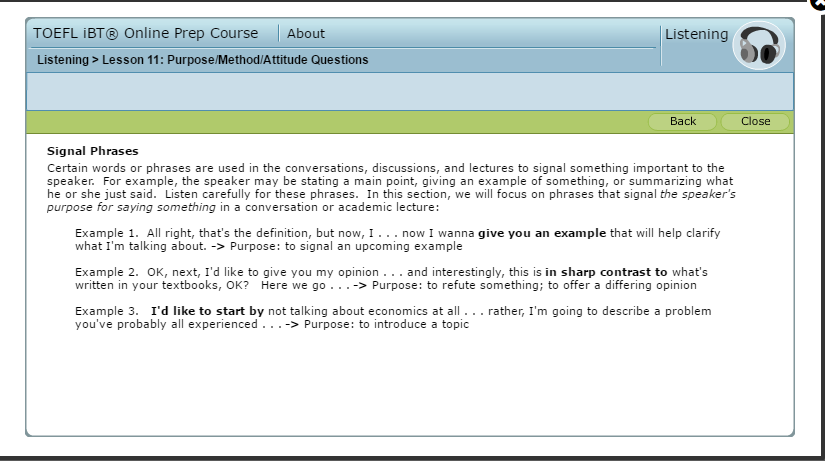 TOEFL iBT® Online Prep Course About Listening
Listening > Lesson 11: Purpose/Method/Attitude Questions
Back Close
Signal Phrases
Certain words or phrases are used in the conversations, discussions, and lectures to signal something important to the
speaker. For example, the speaker may be stating a main point, giving an example of something, or summarizing what
he or she just said. Listen carefully for these phrases. In this section, we will focus on phrases that signal the speaker's
purpose for saying something in a conversation or academic lecture:
Example 1. All right, that's the definition, but now, I . . . now I wanna give you an example that will help clarify
what I'm talking about. -> Purpose: to signal an upcoming example
Example 2. OK, next, I'd like to give you my opinion . . . and interestingly, this is in sharp contrast to what's
written in your textbooks, OK? Here we go . . . -> Purpose: to refute something; to offer a differing opinion
Example 3. I'd like to start by not talking about economics at all . . . rather, I'm going to describe a problem
you've probably all experienced . . . -> Purpose: to introduce a topic